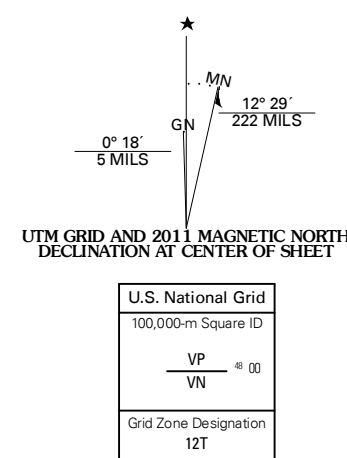 ★
MN
12° 29´
222 MILS
GN
0° 18´
5 MILS
UTM GRID AND 2011 MAGNETIC NORTH
DECLINATION AT CENTER OF SHEET
U.S. National Grid
100,000-m Square ID
VP
48 00
VN
Grid Zone Designation
12T